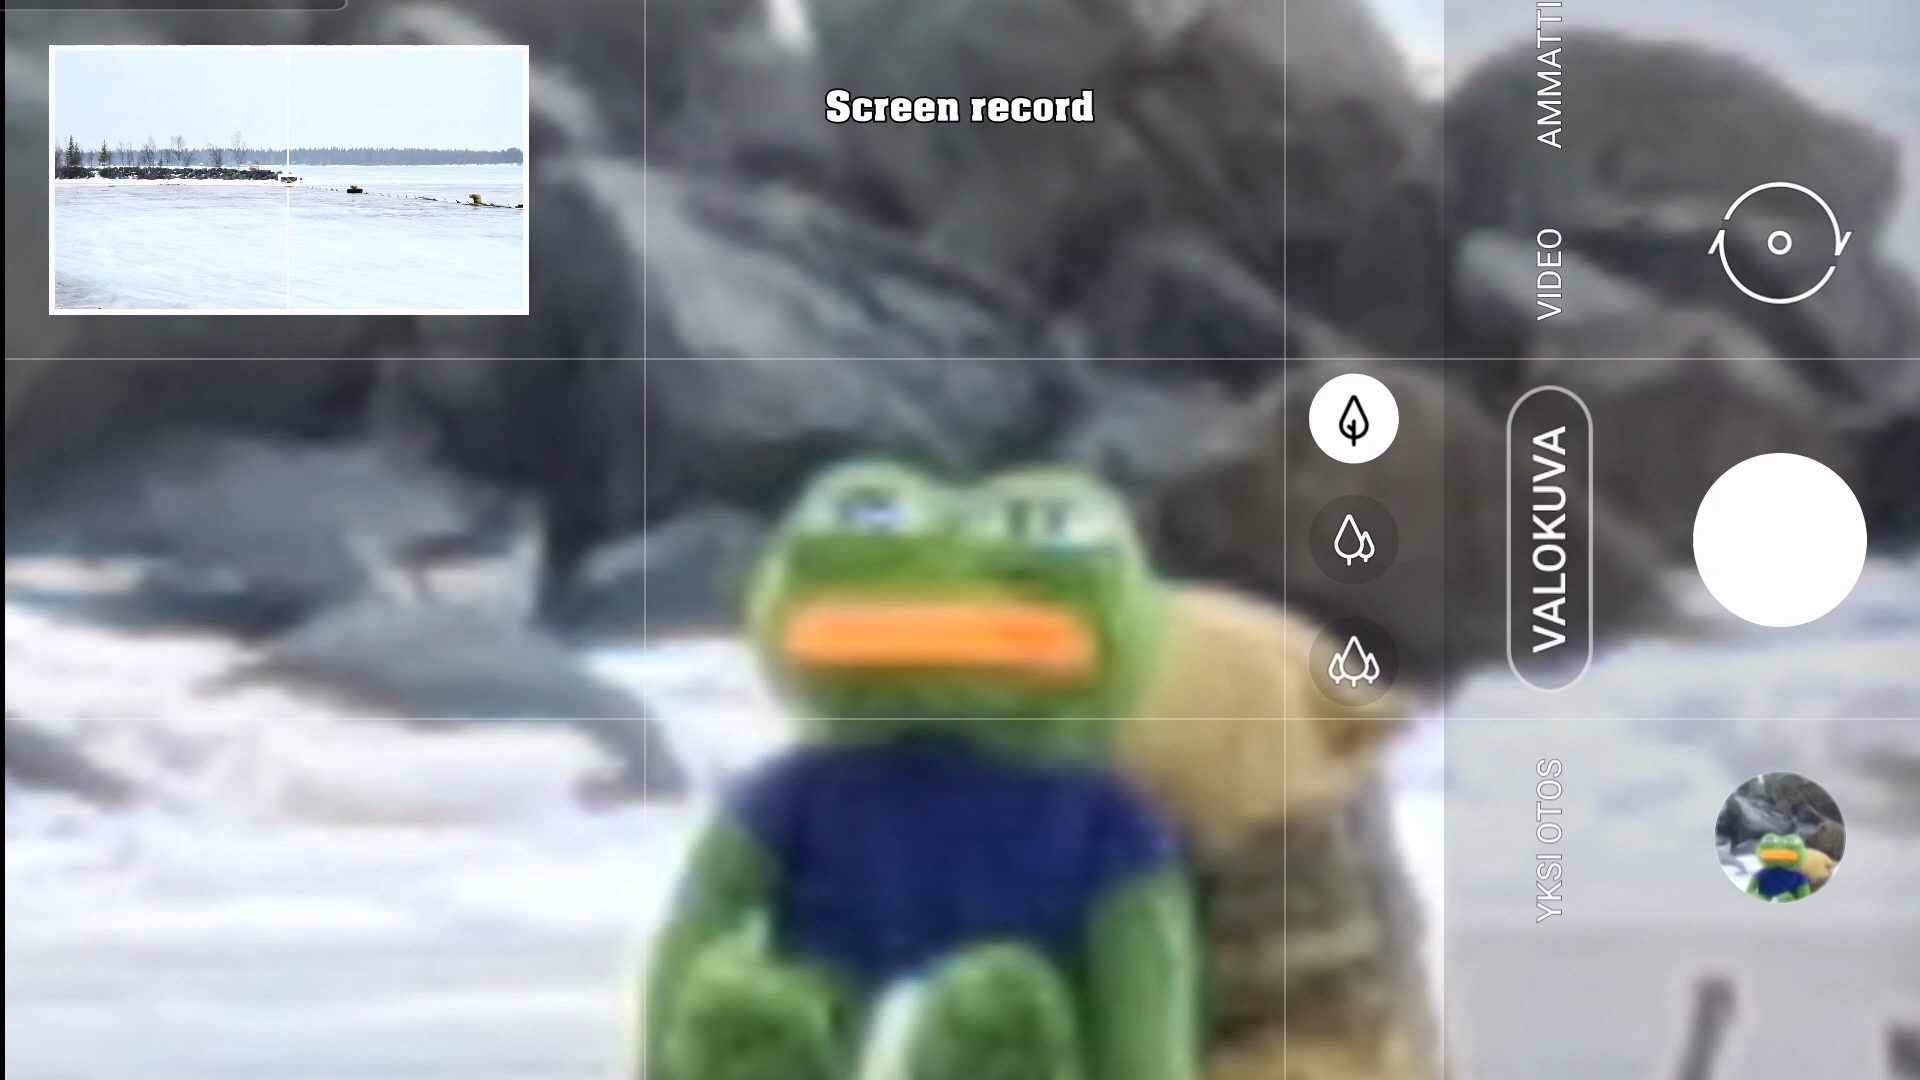 Screen record
AMMATTI
VIDEO
VALOKUVA
YKSI OTOS